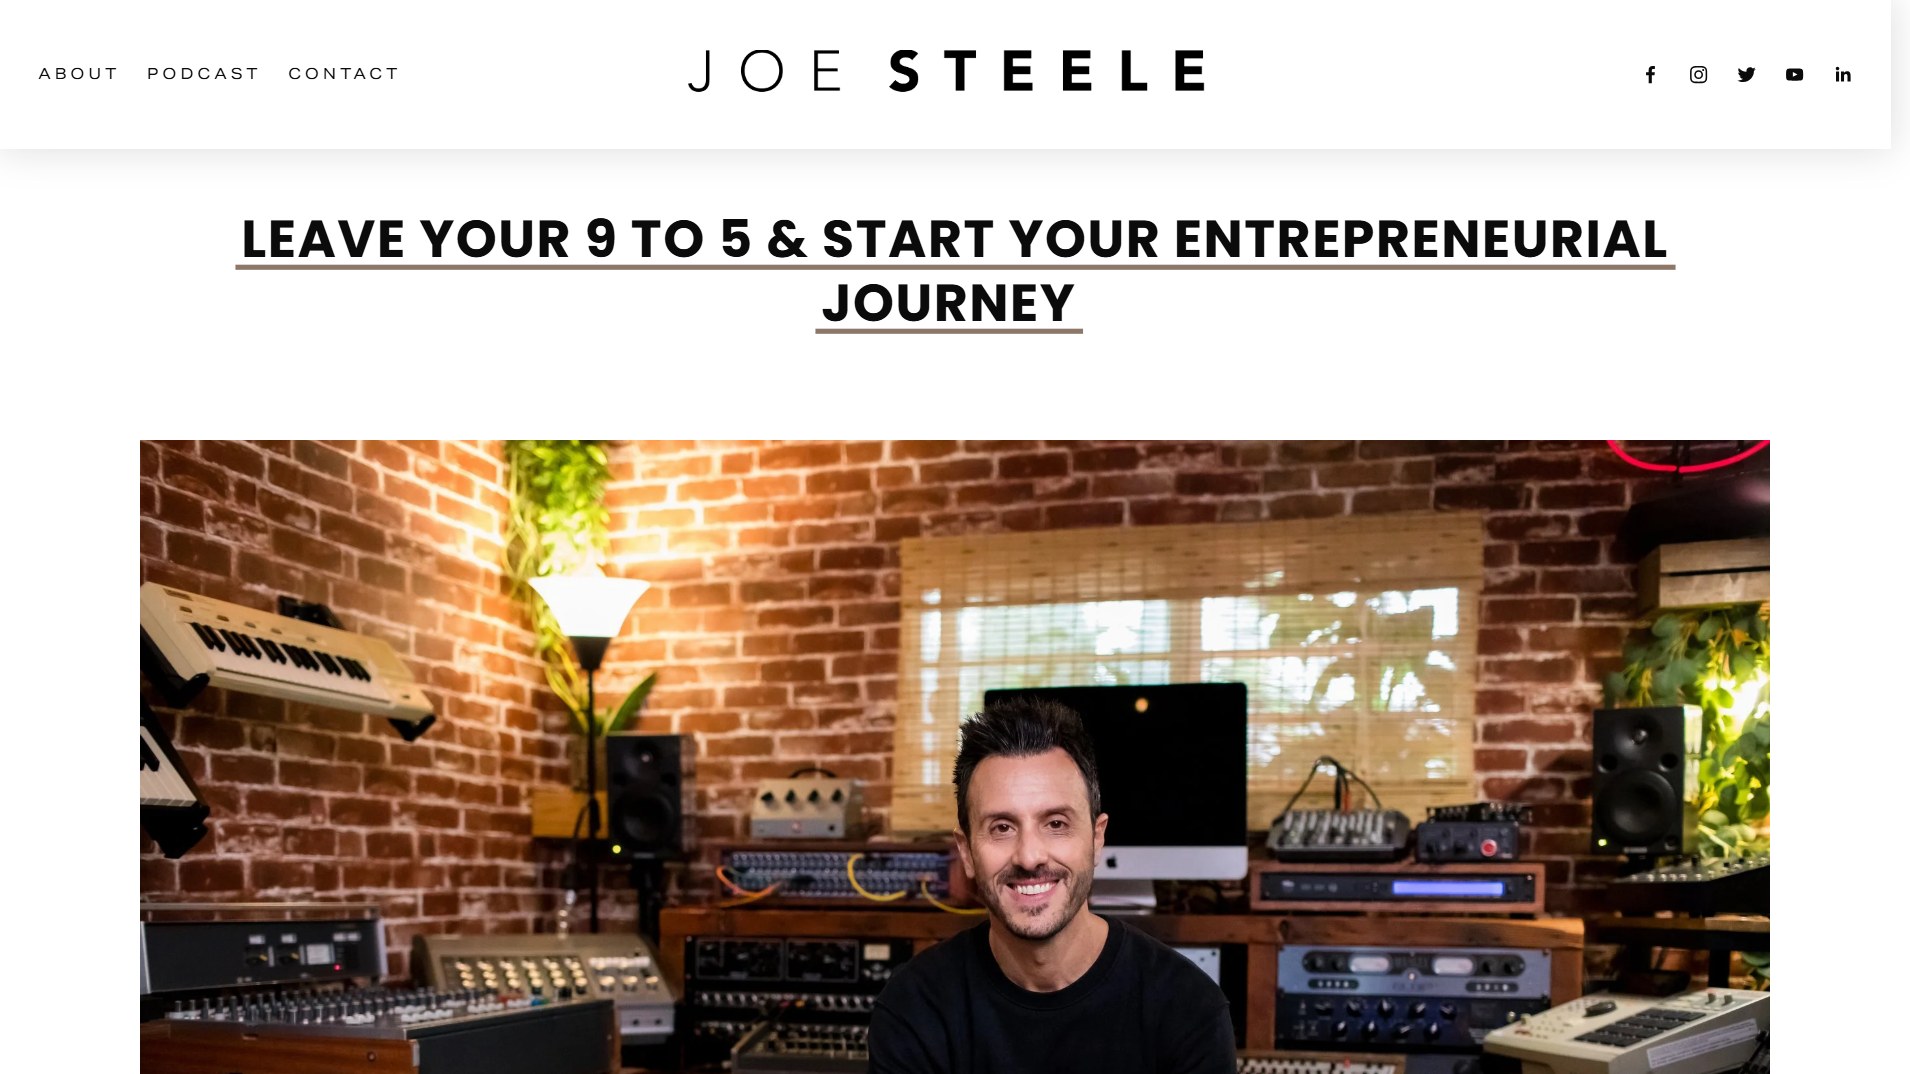 ABOUT PODCAST CONTACT
JOE STEELE
LEAVE YOUR 9 TO 5 & START YOUR ENTREPRENEURIAL
JOURNEY